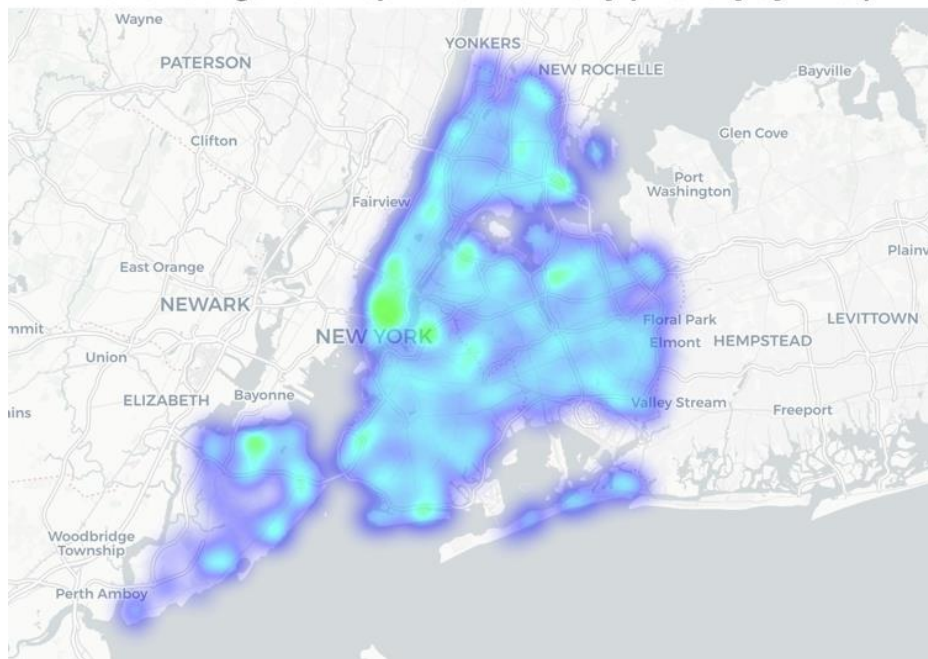 Wayne
YONKERS
PATERSON
NEW ROCHELLE
Bayville
Clifton
Glen Cove
Port
Washington
Fairview
Plainv
East Orange
NEWARK
NEW YORK
Floral Park
LEVITTOWN
mmit
Union
Elmont
HEMPSTEAD
ELIZABETH
Bayonne
Valley Stream
Freeport
ains
Woodbridge
Township
Perth Amboy